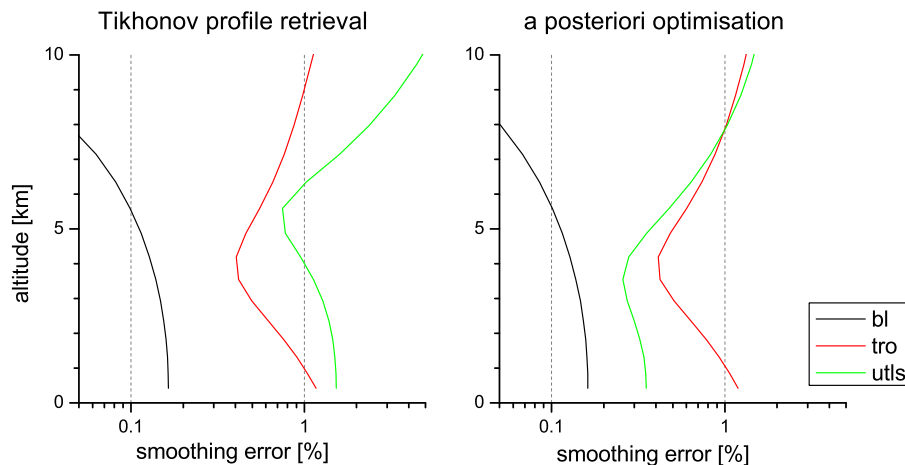 Tikhonov profile retrieval
a posteriori optimisation
altitude [km]
10
5
0
0.1
1
smoothing error [%]
10
5
0
0.1
1
smoothing error [%]
bl
tro
utls